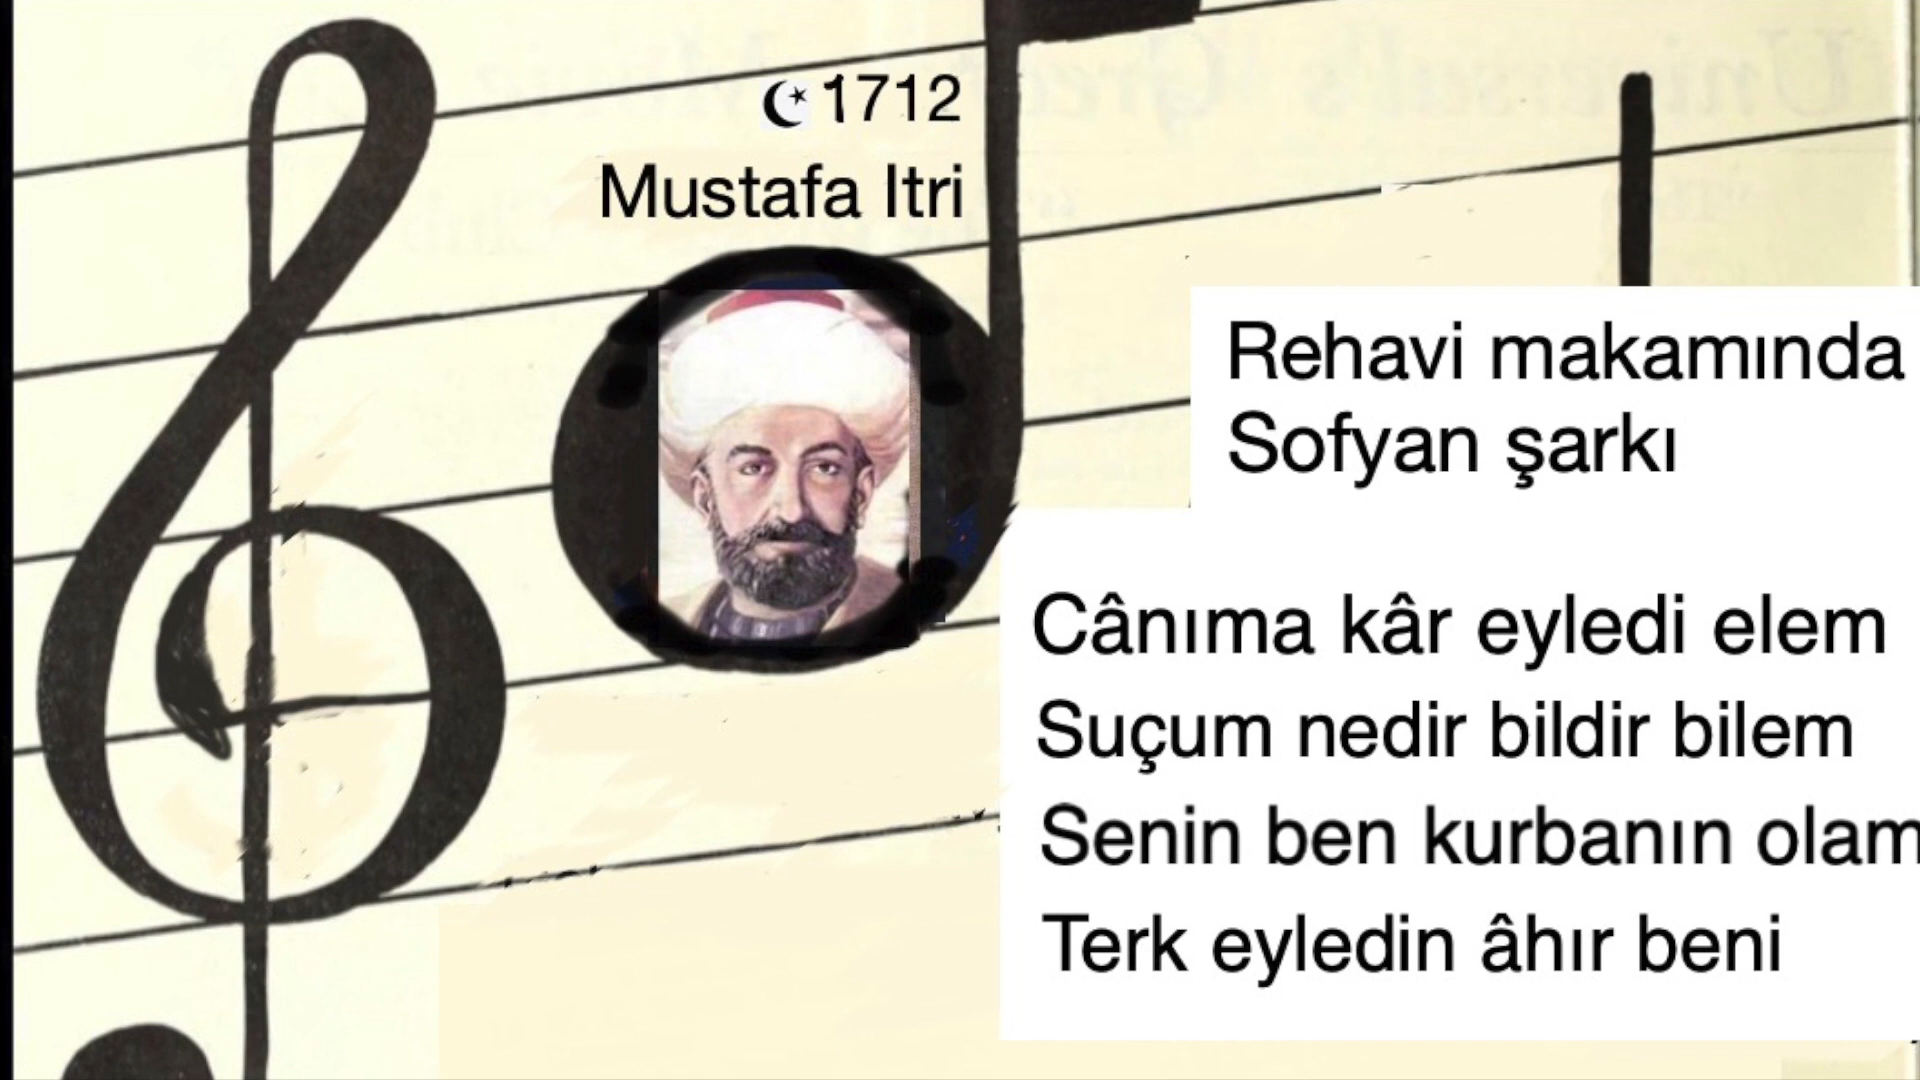 ☪1712
Mustafa Itri
Rehavi makamında
Sofyan şarkı
Cânıma kâr eyledi elem
Suçum nedir bildir bilem
Senin ben kurbanın olam
Terk eyledin âhır beni